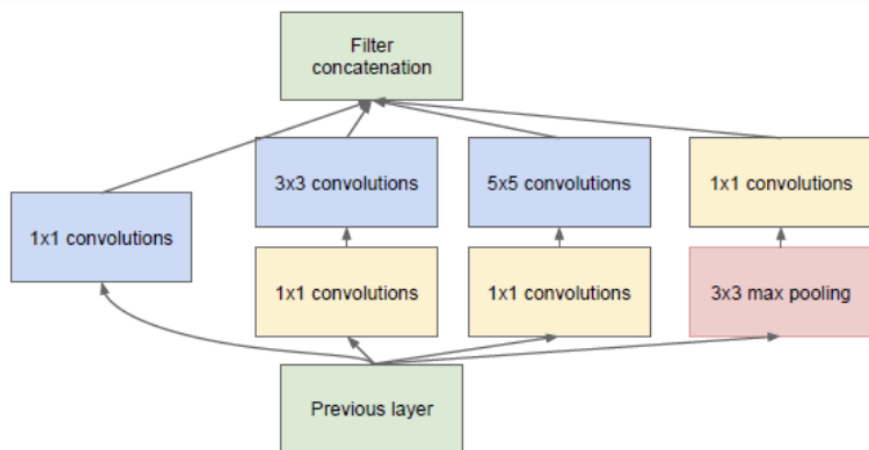 Filter
concatenation
3x3 convolutions
5x5 convolutions
1x1 convolutions
1x1 convolutions
1x1 convolutions
1x1 convolutions
3x3 max pooling
Previous layer